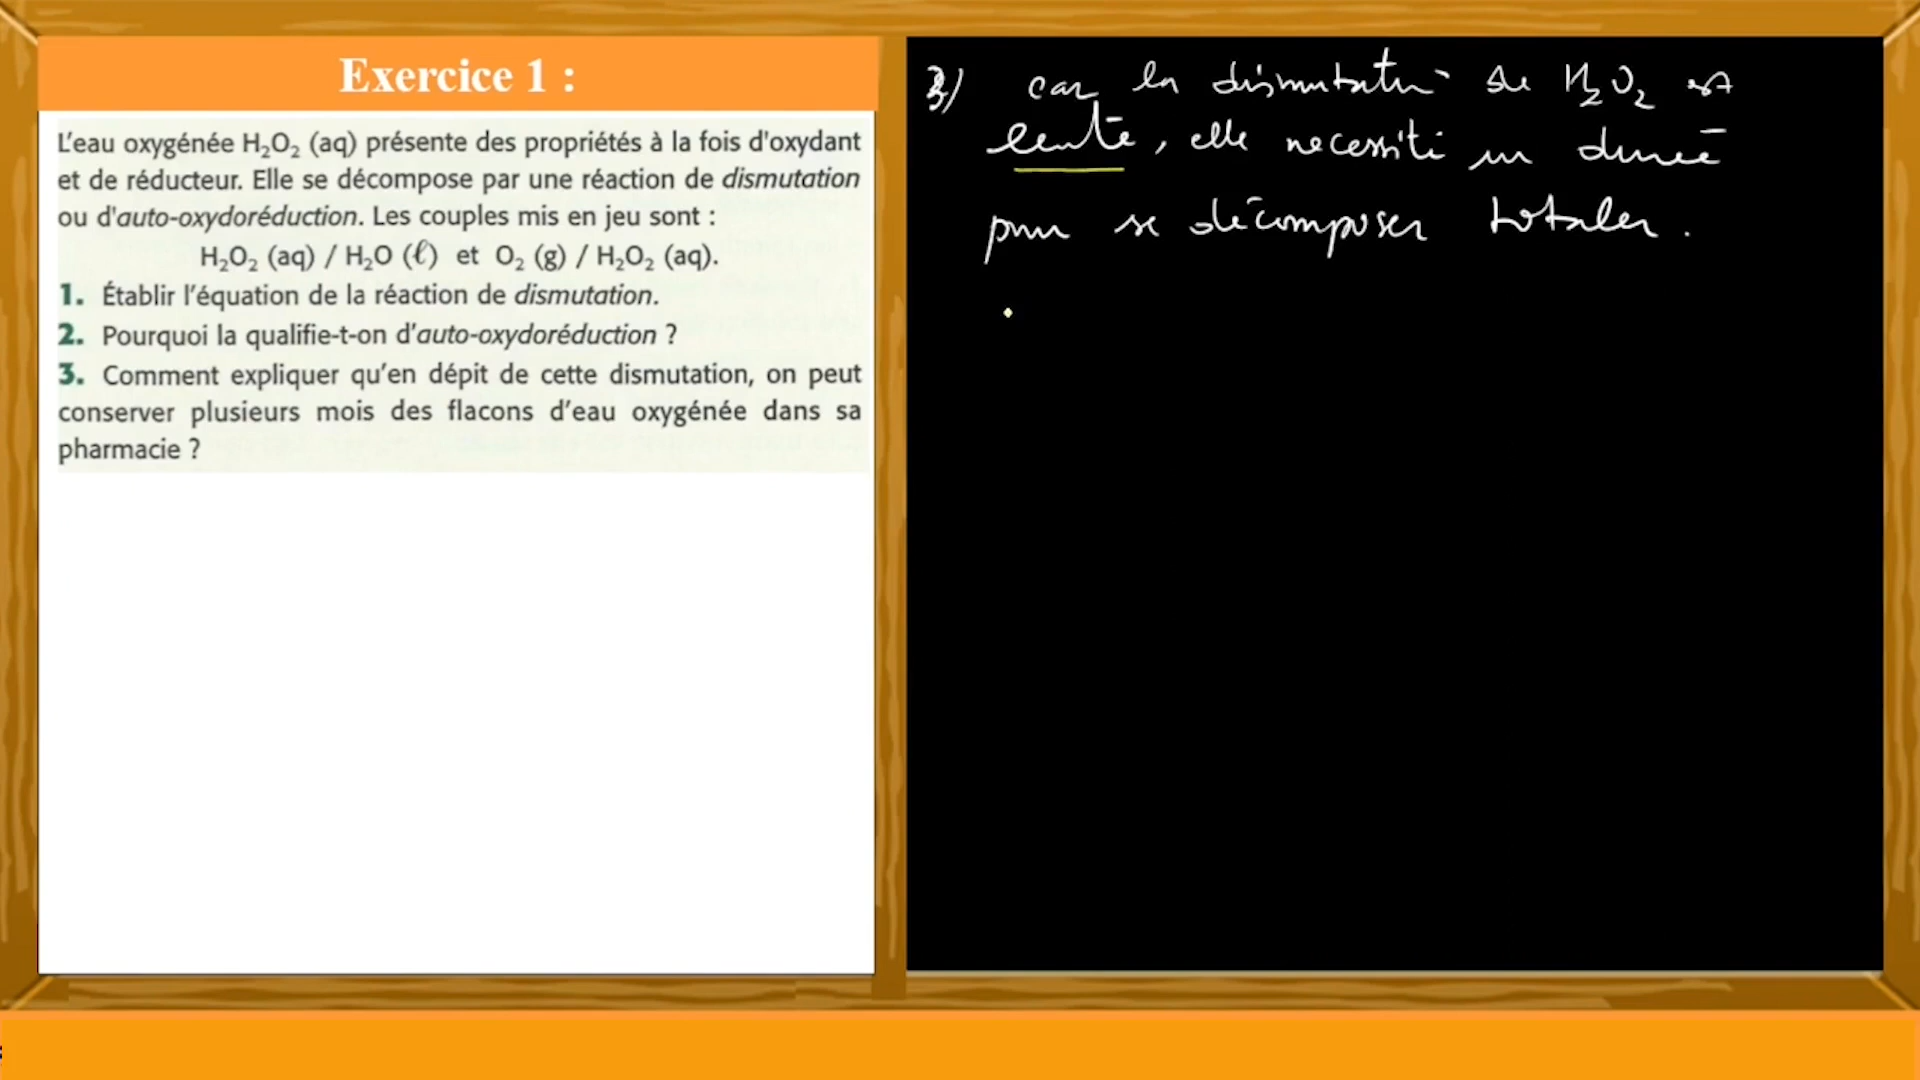 Exercice 1 :
L'eau oxygénée H₂O₂ (aq) présente des propriétés à la fois d'oxydant
et de réducteur. Elle se décompose par une réaction de dismutation
ou d'auto-oxydoréduction. Les couples mis en jeu sont :
H₂O₂ (aq) / H₂O (ℓ) et O₂ (g) / H₂O₂ (aq).
1. Établir l'équation de la réaction de dismutation.
2. Pourquoi la qualifie-t-on d'auto-oxydoréduction ?
3. Comment expliquer qu'en dépit de cette dismutation, on peut
conserver plusieurs mois des flacons d'eau oxygénée dans sa
pharmacie ?
3) car la dismutation de H₂O₂ est
lente, elle necessite un durée
pour se décomposer totaler.